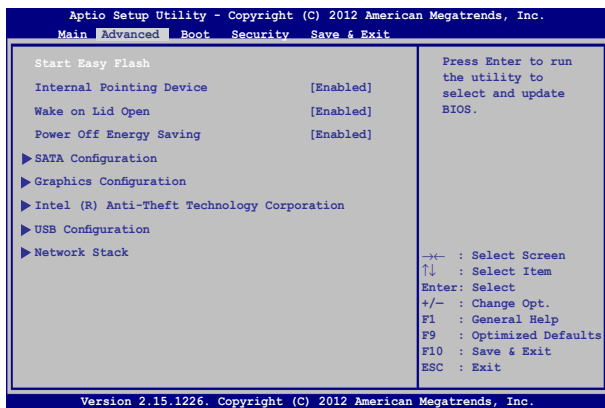 Aptio Setup Utility - Copyright (C) 2012 American Megatrends, Inc.
Main Advanced Boot Security Save & Exit
Start Easy Flash
Internal Pointing Device [Enabled]
Wake on Lid Open [Enabled]
Power Off Energy Saving [Enabled]
SATA Configuration
Graphics Configuration
Intel (R) Anti-Theft Technology Corporation
USB Configuration
Network Stack
Press Enter to run
the utility to
select and update
BIOS.
→← : Select Screen
↑↓ : Select Item
Enter: Select
+/— : Change Opt.
F1 : General Help
F9 : Optimized Defaults
F10 : Save & Exit
ESC : Exit
Version 2.15.1226. Copyright (C) 2012 American Megatrends, Inc.